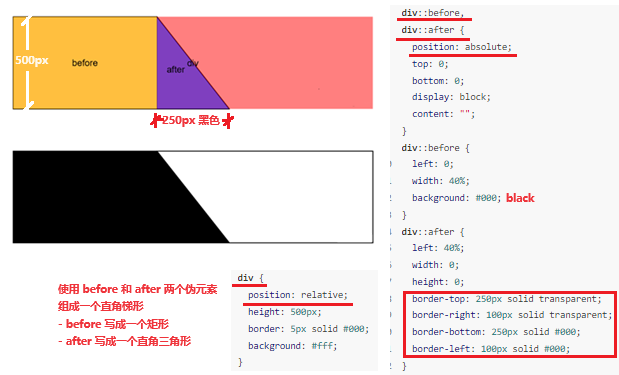 500px
before
after
div
250px 黑色
使用 before 和 after 两个伪元素
组成一个直角梯形
- before 写成一个矩形
- after 写成一个直角三角形
div {
position: relative;
height: 500px;
border: 5px solid #000;
background: #fff;
}
div::before,
div::after {
position: absolute;
top: 0;
bottom: 0;
display: block;
content: "";
}
div::before {
left: 0;
width: 40%;
background: #000; black
}
div::after {
left: 40%;
width: 0;
height: 0;
border-top: 250px solid transparent;
border-right: 100px solid transparent;
border-bottom: 250px solid #000;
border-left: 100px solid #000;
}